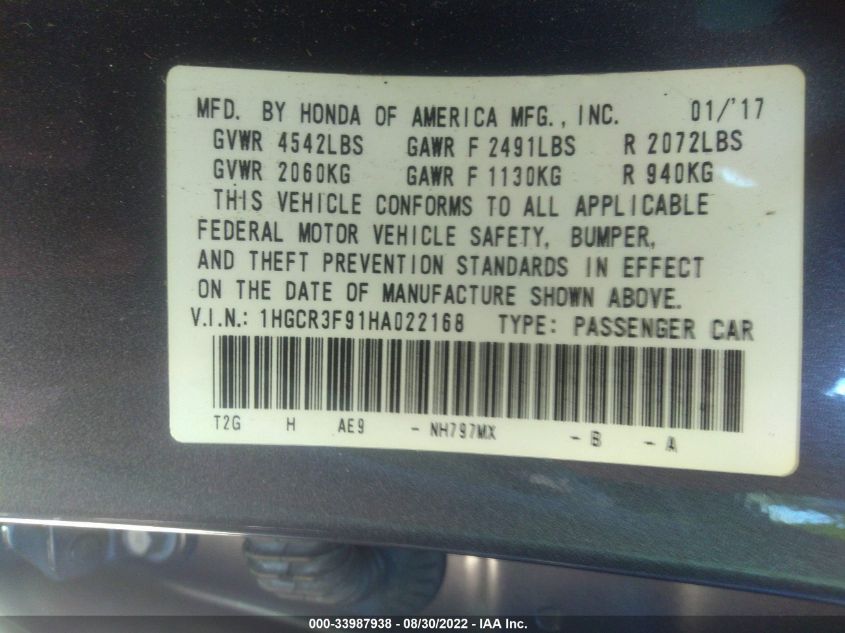 MFD. BY HONDA OF AMERICA MFG., INC. 01/'17
GVWR 4542LBS GAWR F 2491LBS R 2072LBS
GVWR 2060KG GAWR F 1130KG R 940KG
THIS VEHICLE CONFORMS TO ALL APPLICABLE
FEDERAL MOTOR VEHICLE SAFETY, BUMPER,
AND THEFT PREVENTION STANDARDS IN EFFECT
ON THE DATE OF MANUFACTURE SHOWN ABOVE.
V.I.N.: 1HGCR3F91HA022168 TYPE: PASSENGER CAR
T2G H AE9 - NH797MX - B - A
000-33987938 - 08/30/2022 - IAA Inc.